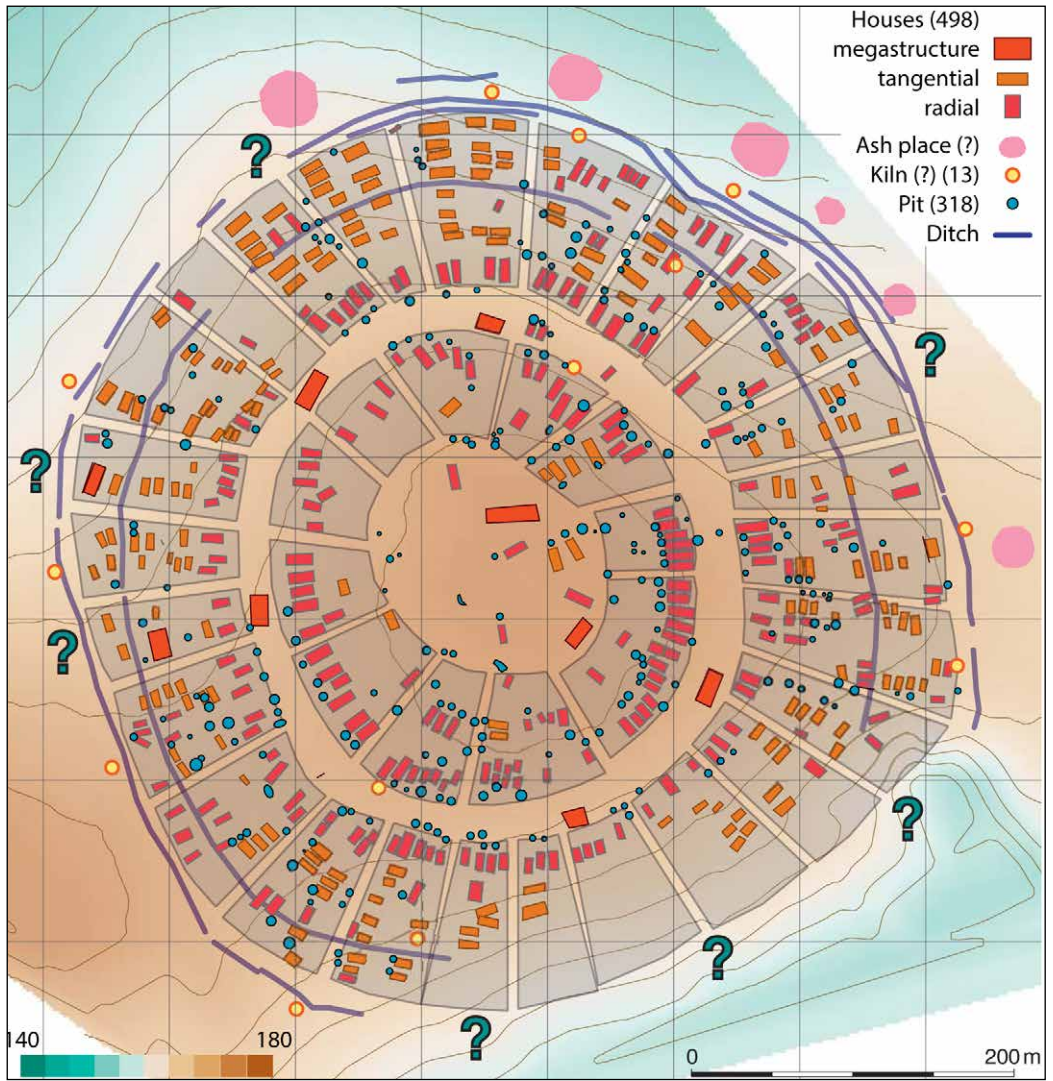 Houses (498)
megastructure
tangential
radial
Ash place (?)
Kiln (?) (13)
Pit (318)
Ditch
?
?
?
?
?
?
?
?
140
180
0
200 m